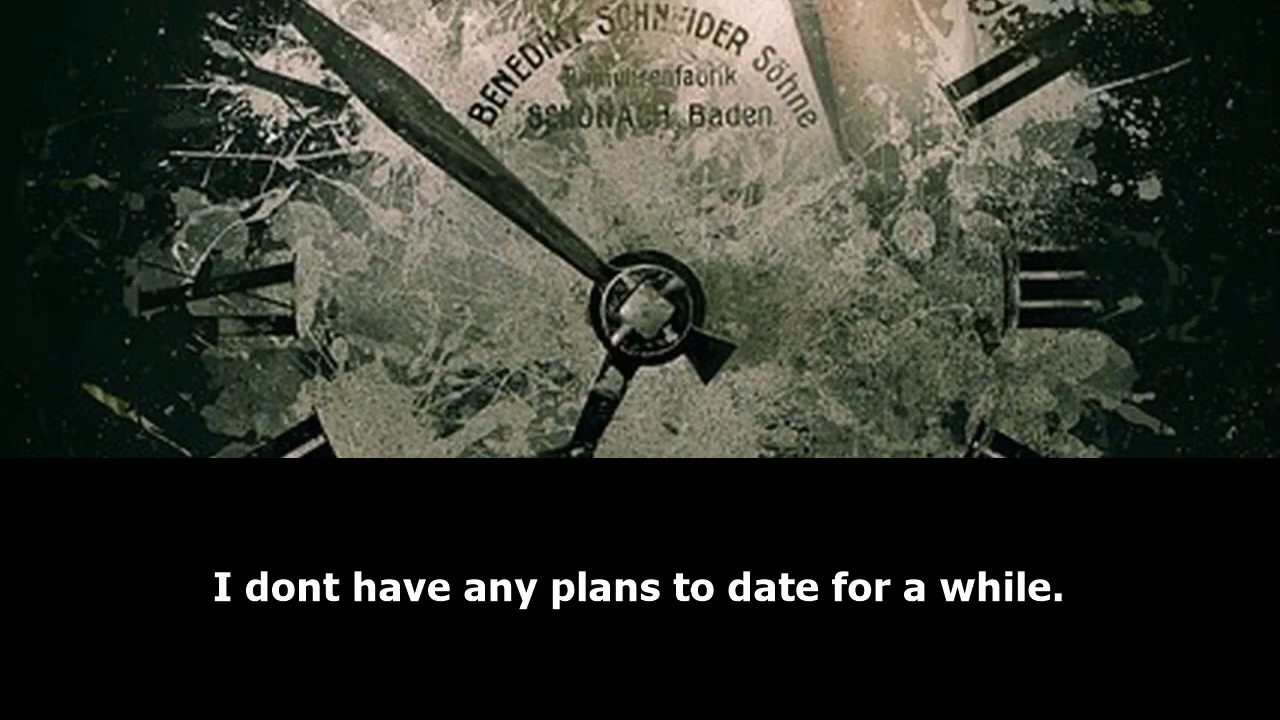 BENEDIKT SCHNEIDER Söhne
SCHONACH, Baden
I dont have any plans to date for a while.